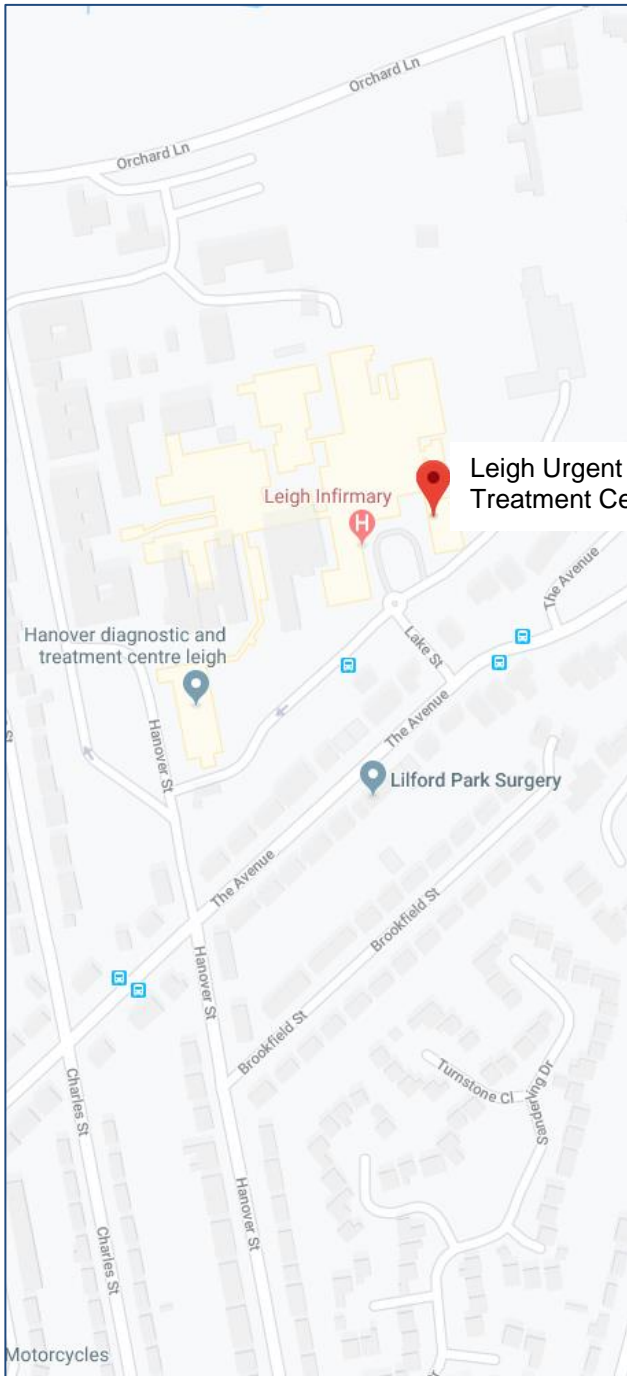 Orchard Ln
Orchard Ln
Leigh Urgent
Treatment Ce
Leigh Infirmary
H
The Avenue
Hanover diagnostic and
treatment centre leigh
Lake St
The Avenue
Hanover St
Lilford Park Surgery
The Avenue
Brookfield St
Hanover St
Brookfield St
Turnstone Cl
Sanderling Dr
Charles St
Hanover St
Charles St
Motorcycles